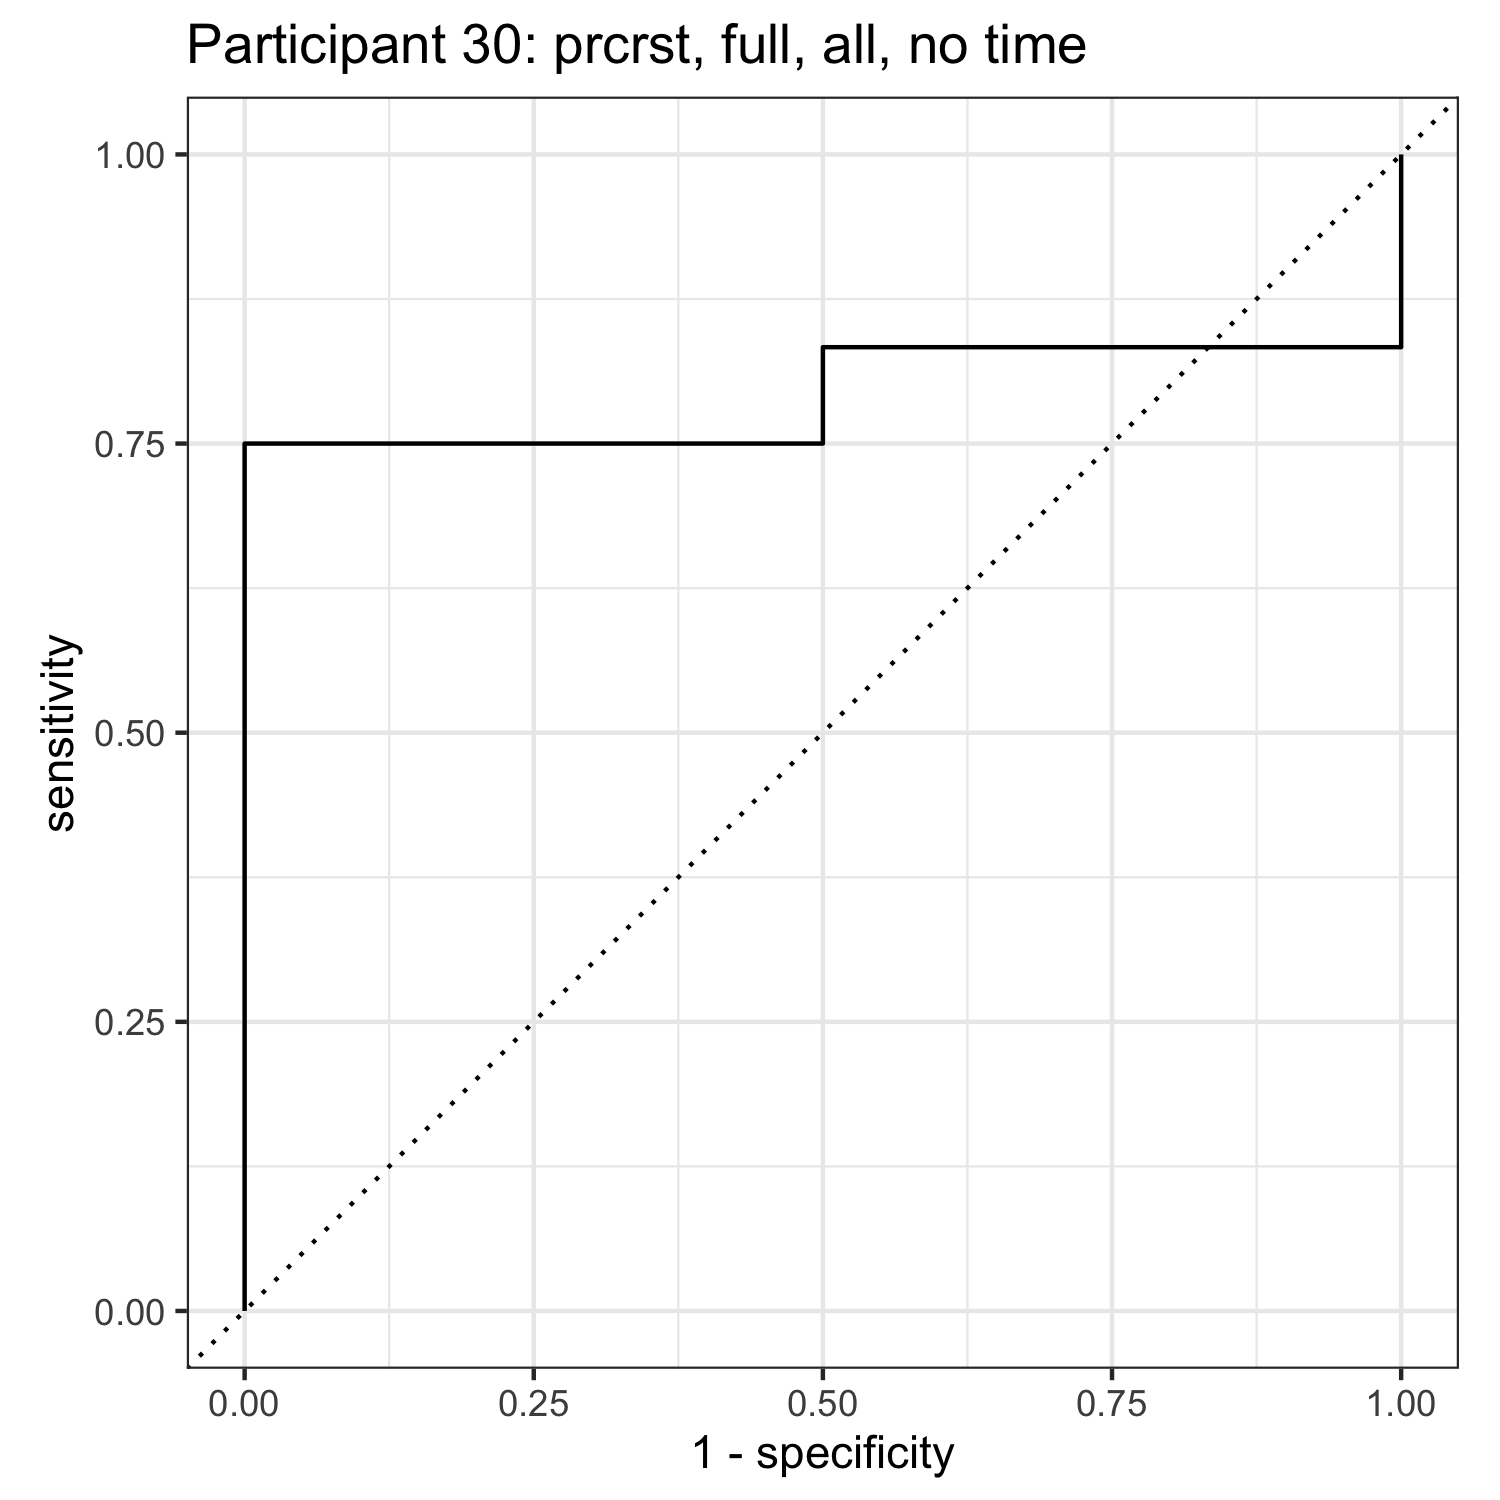 Participant 30: prcrst, full, all, no time
1.00
0.75
0.50
0.25
0.00
sensitivity
0.00 0.25 0.50 0.75 1.00
1 - specificity